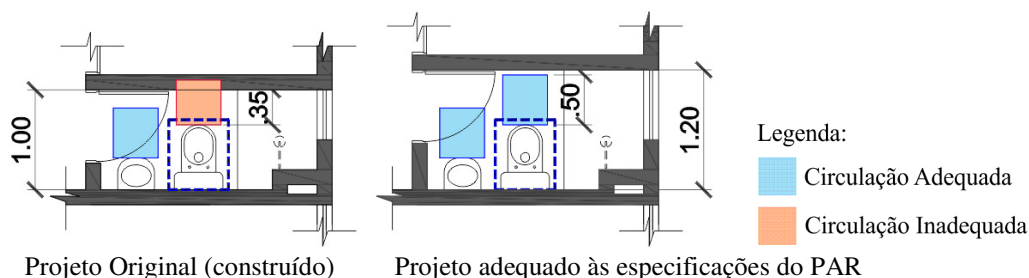 1.00
.35
.50
1.20
Legenda:
Circulação Adequada
Circulação Inadequada
Projeto Original (construído)
Projeto adequado às especificações do PAR